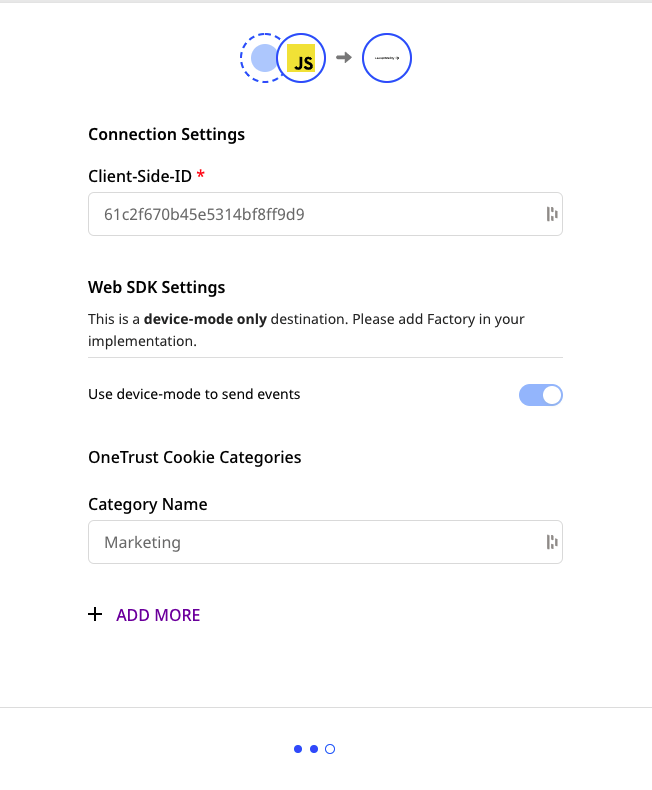 JS
Connection Settings
Client-Side-ID *
61c2f670b45e5314bf8ff9d9
Web SDK Settings
This is a device-mode only destination. Please add Factory in your
implementation.
Use device-mode to send events
OneTrust Cookie Categories
Category Name
Marketing
+ ADD MORE